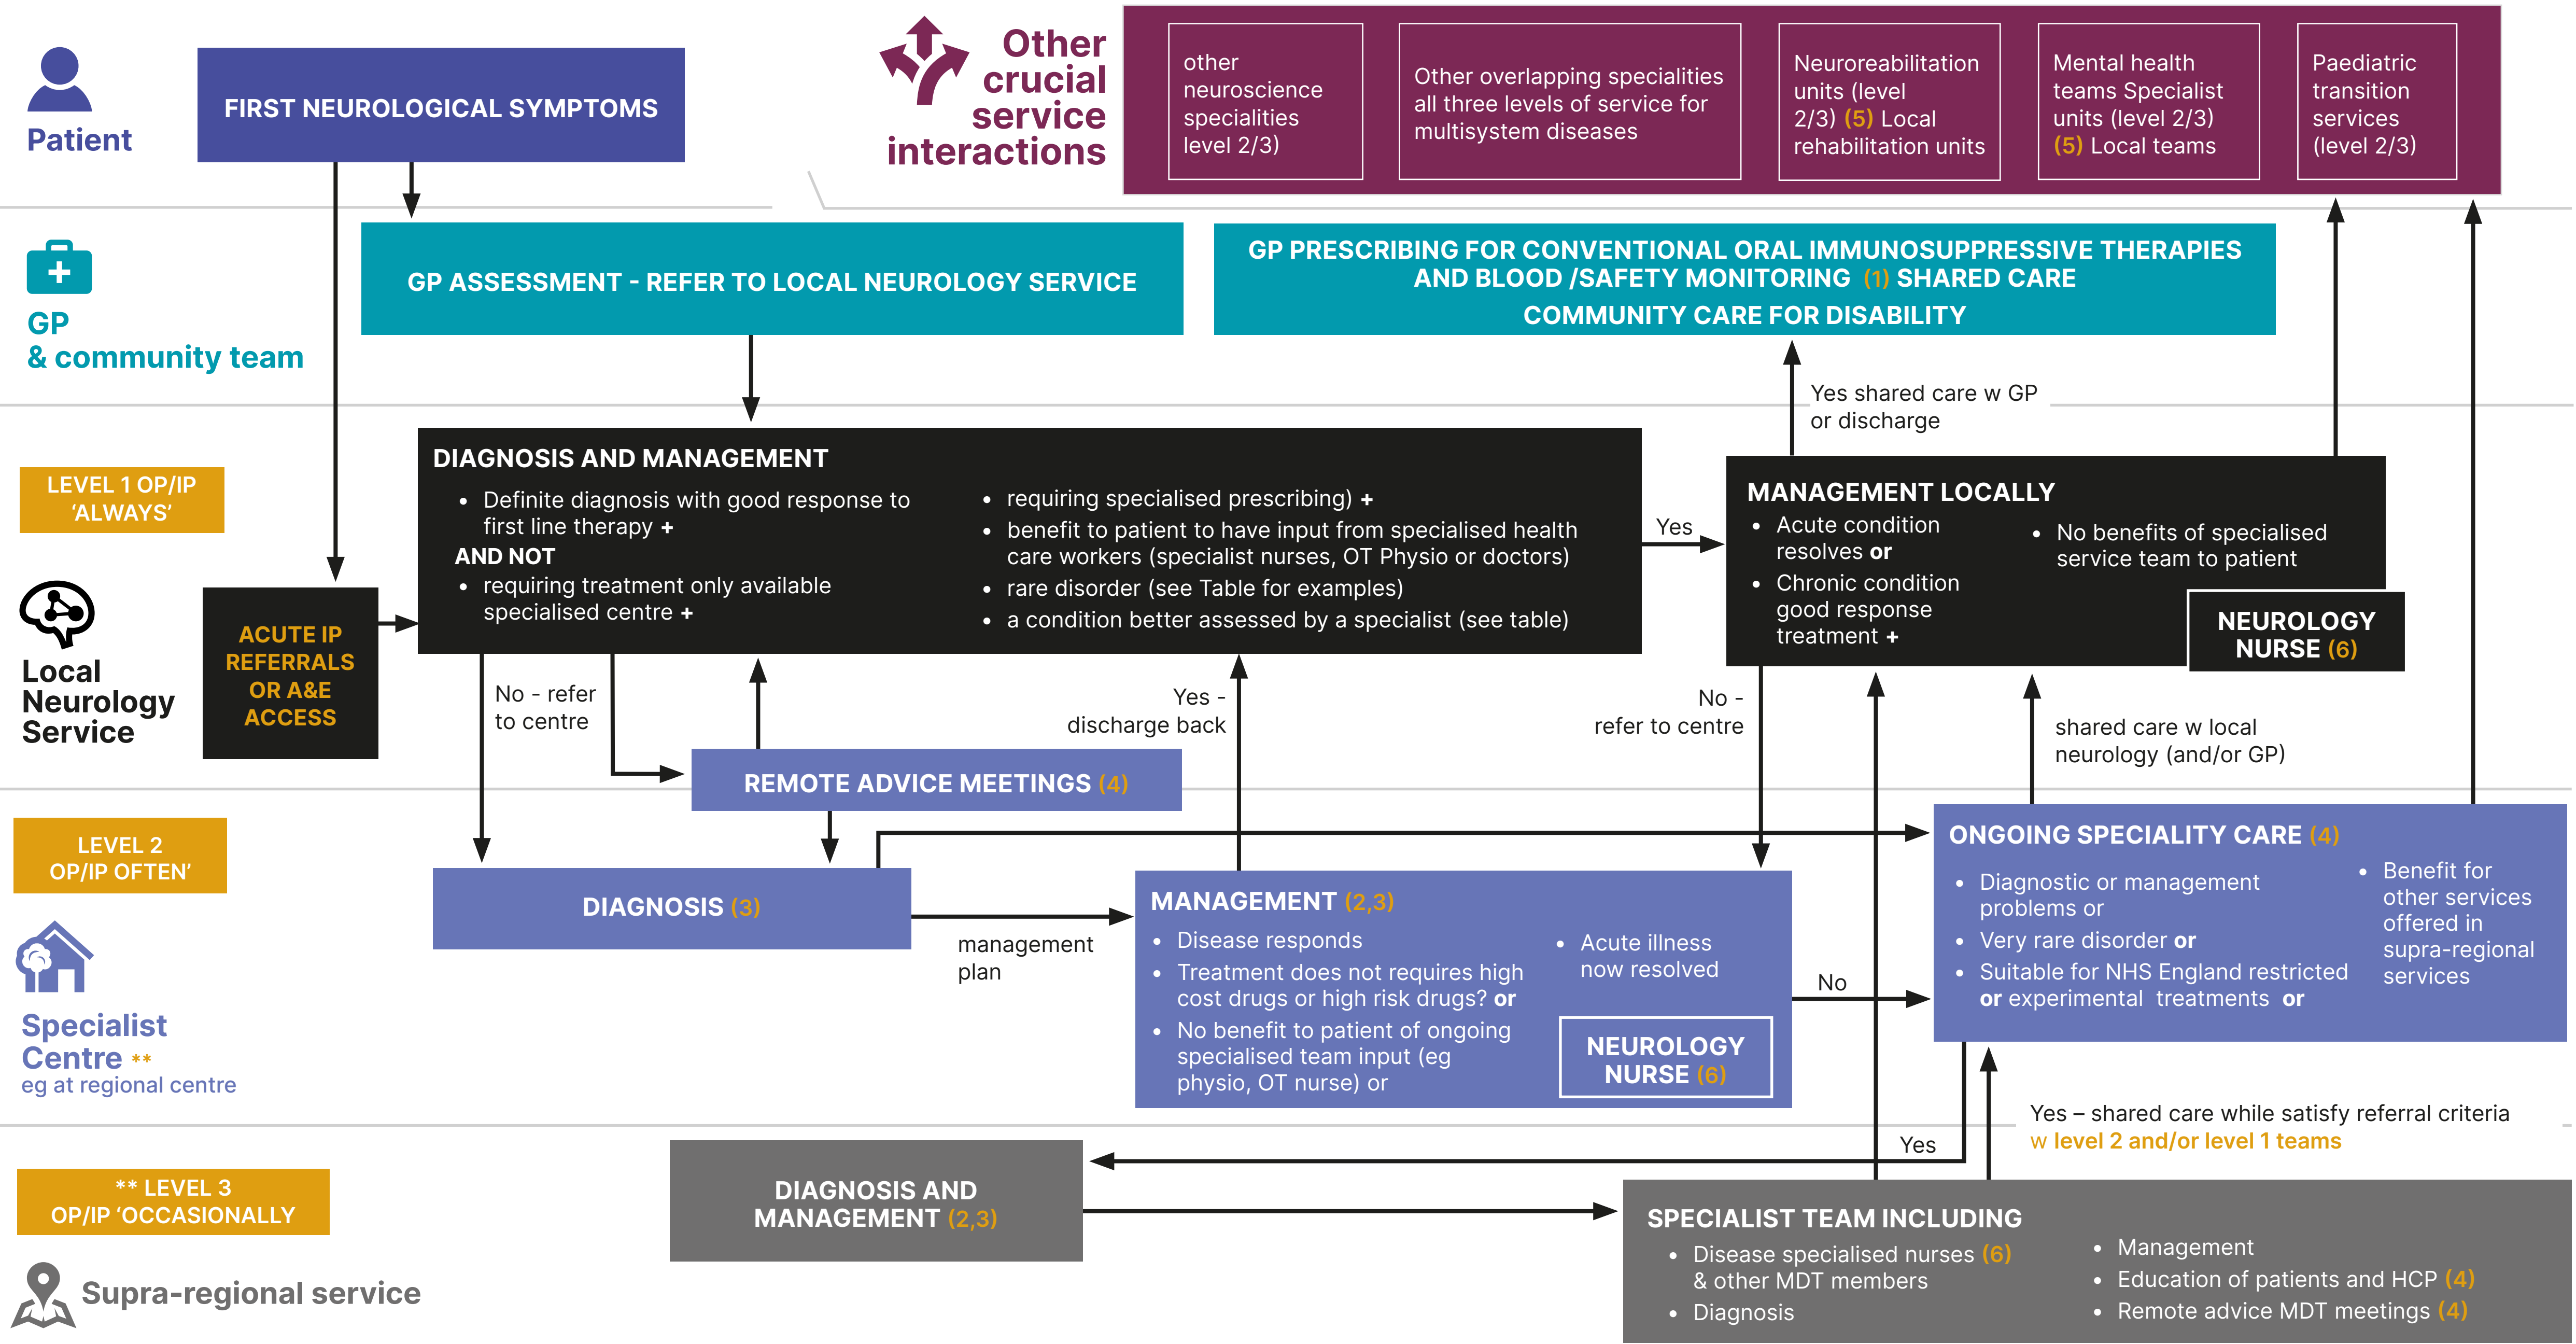 Patient
FIRST NEUROLOGICAL SYMPTOMS
Other
crucial
service
interactions
other
neuroscience
specialities
level 2/3)
Other overlapping specialities
all three levels of service for
multisystem diseases
Neuroreabilitation
units (level
2/3) (5) Local
rehabilitation units
Mental health
teams Specialist
units (level 2/3)
(5) Local teams
Paediatric
transition
services
(level 2/3)
GP
& community team
GP ASSESSMENT - REFER TO LOCAL NEUROLOGY SERVICE
GP PRESCRIBING FOR CONVENTIONAL ORAL IMMUNOSUPPRESSIVE THERAPIES
AND BLOOD /SAFETY MONITORING (1) SHARED CARE
COMMUNITY CARE FOR DISABILITY
Yes shared care w GP
or discharge
LEVEL 1 OP/IP
‘ALWAYS’
Local
Neurology
Service
ACUTE IP
REFERRALS
OR A&E
ACCESS
DIAGNOSIS AND MANAGEMENT
• Definite diagnosis with good response to
first line therapy +
AND NOT
• requiring treatment only available
specialised centre +
• requiring specialised prescribing) +
• benefit to patient to have input from specialised health
care workers (specialist nurses, OT Physio or doctors)
• rare disorder (see Table for examples)
• a condition better assessed by a specialist (see table)
Yes
MANAGEMENT LOCALLY
• Acute condition
resolves or
• Chronic condition
good response
treatment +
• No benefits of specialised
service team to patient
NEUROLOGY
NURSE (6)
No - refer
to centre
Yes -
discharge back
No -
refer to centre
shared care w local
neurology (and/or GP)
REMOTE ADVICE MEETINGS (4)
LEVEL 2
OP/IP OFTEN’
Specialist
Centre **
eg at regional centre
DIAGNOSIS (3)
management
plan
MANAGEMENT (2,3)
• Disease responds
• Treatment does not requires high
cost drugs or high risk drugs? or
• No benefit to patient of ongoing
specialised team input (eg
physio, OT nurse) or
• Acute illness
now resolved
NEUROLOGY
NURSE (6)
No
ONGOING SPECIALITY CARE (4)
• Diagnostic or management
problems or
• Very rare disorder or
• Suitable for NHS England restricted
or experimental treatments or
• Benefit for
other services
offered in
supra-regional
services
Yes
Yes – shared care while satisfy referral criteria
w level 2 and/or level 1 teams
** LEVEL 3
OP/IP ‘OCCASIONALLY
Supra-regional service
DIAGNOSIS AND
MANAGEMENT (2,3)
SPECIALIST TEAM INCLUDING
• Disease specialised nurses (6)
& other MDT members
• Diagnosis
• Management
• Education of patients and HCP (4)
• Remote advice MDT meetings (4)